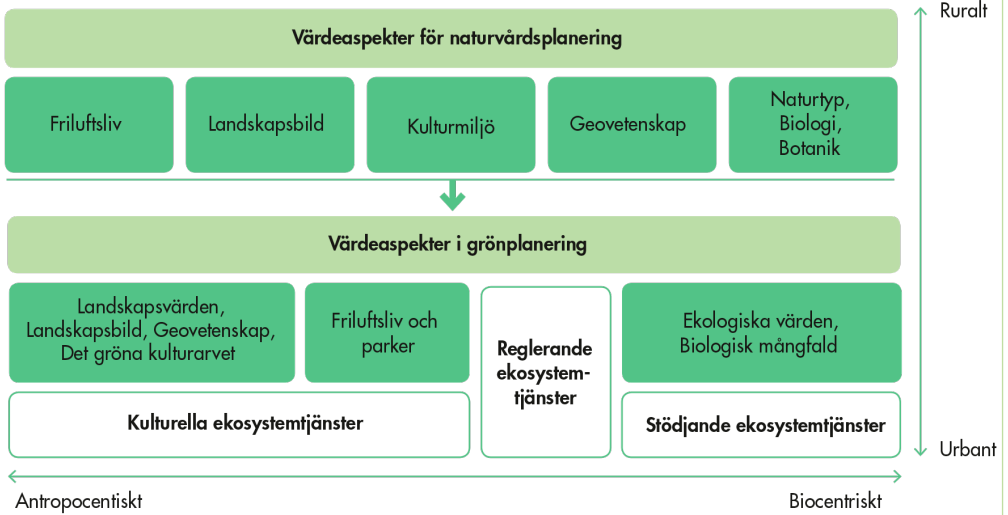 Ruralt
Värdeaspekter för naturvårdsplanering
Friluftsliv
Landskapsbild
Kulturmiljö
Geovetenskap
Naturtyp,
Biologi,
Botanik
Värdeaspekter i grönplanering
Landskapsvärden,
Landskapsbild, Geovetenskap,
Det gröna kulturarvet
Friluftsliv och
parker
Reglerande
ekosystem-
tjänster
Ekologiska värden,
Biologisk mångfald
Kulturella ekosystemtjänster
Stödjande ekosystemtjänster
Urbant
Antropocentiskt
Biocentriskt